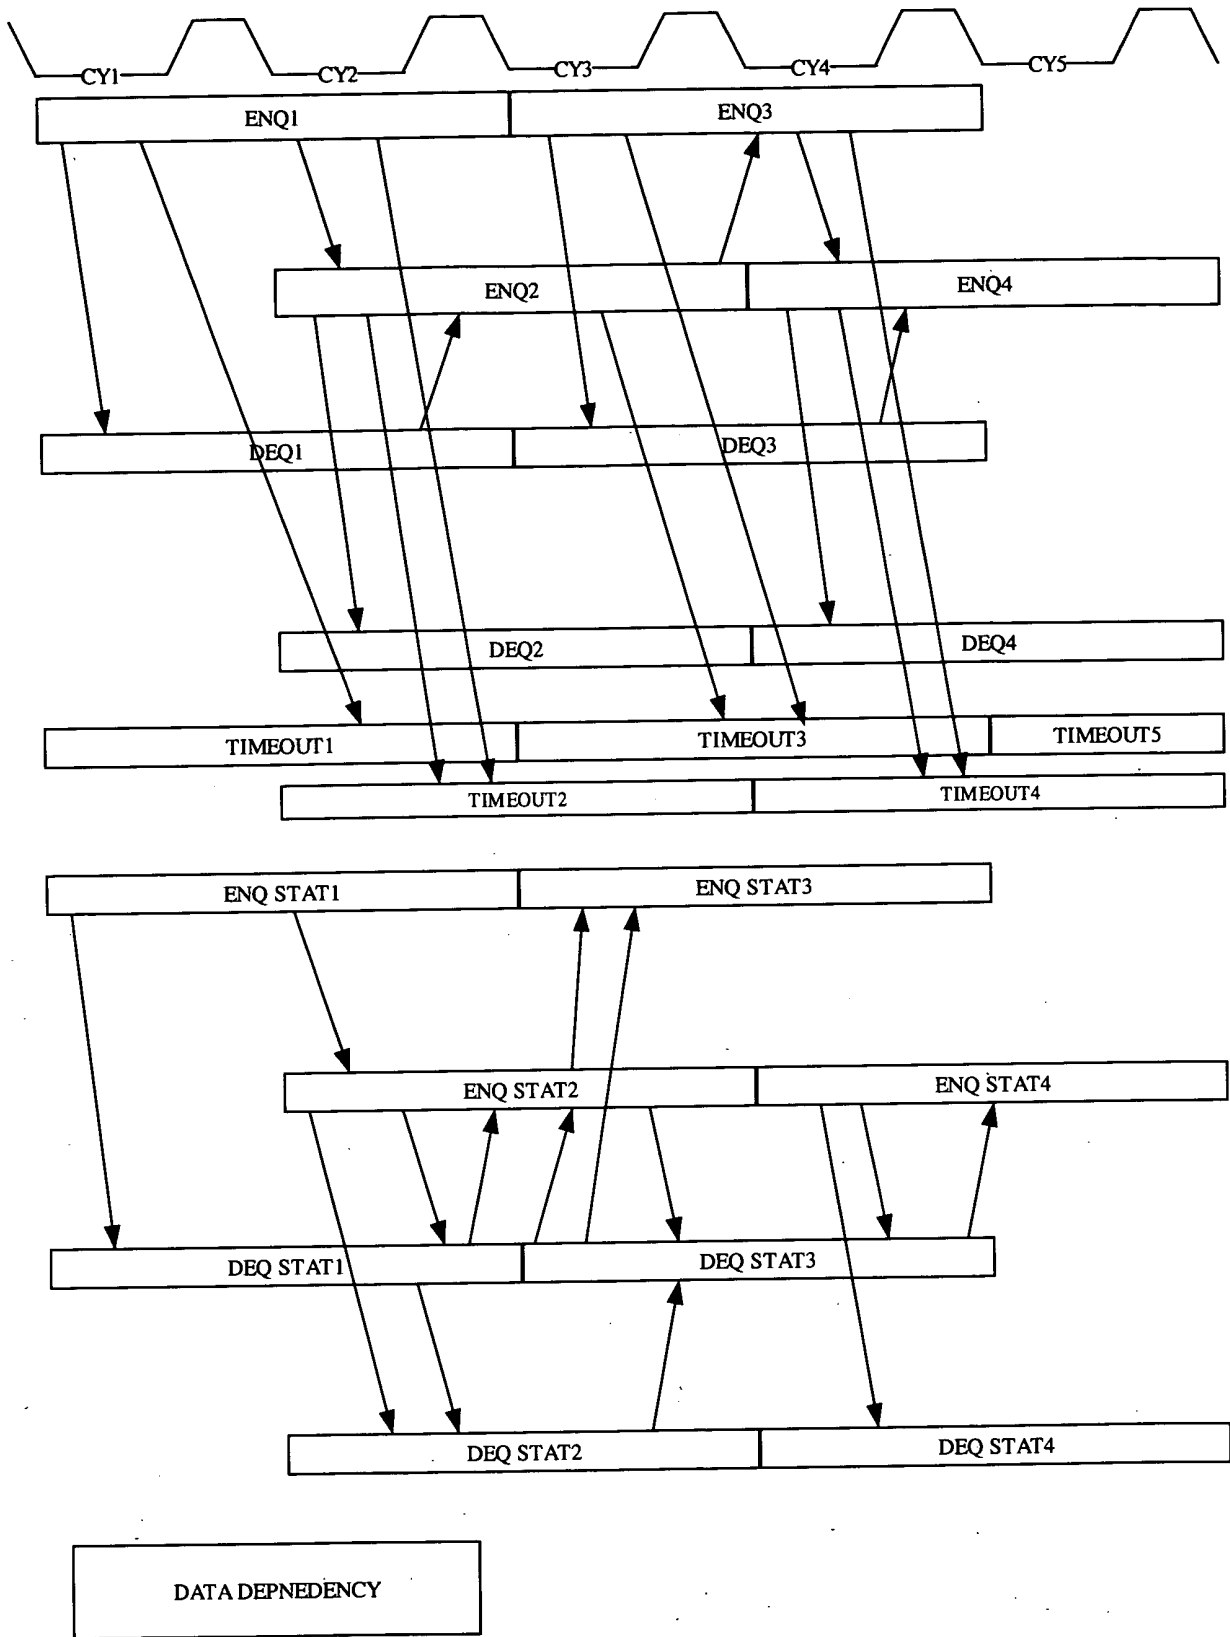 CY1 CY2 CY3 CY4 CY5
ENQ1 ENQ3
ENQ2 ENQ4
DEQ1 DEQ3
DEQ2 DEQ4
TIMEOUT1 TIMEOUT3 TIMEOUT5
TIMEOUT2 TIMEOUT4
ENQ STAT1 ENQ STAT3
ENQ STAT2 ENQ STAT4
DEQ STAT1 DEQ STAT3
DEQ STAT2 DEQ STAT4
DATA DEPNEDENCY